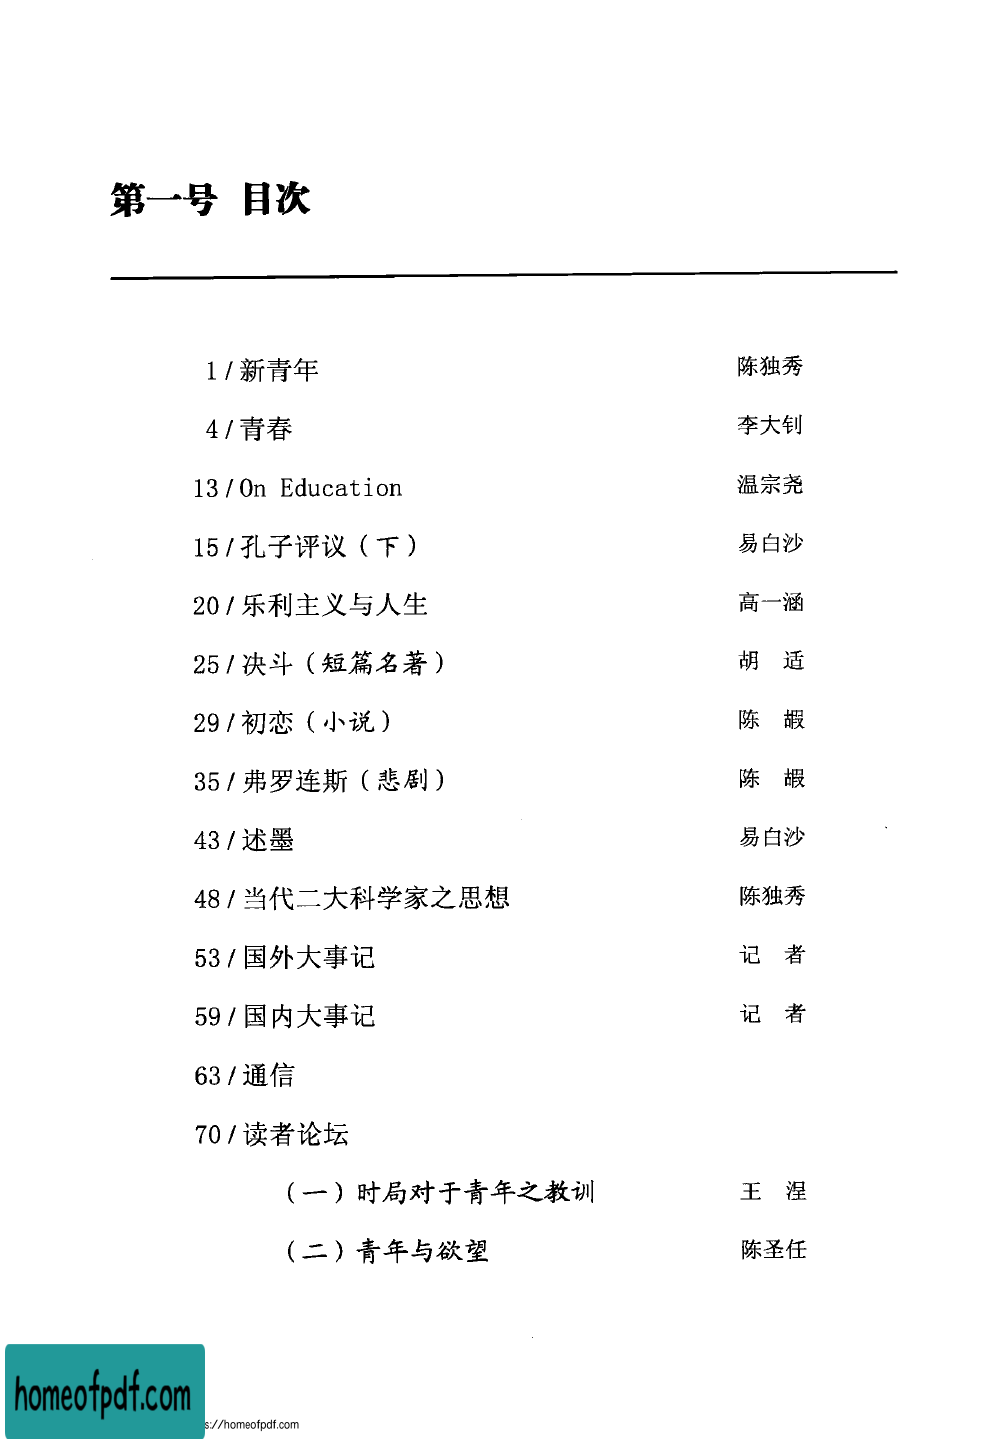 第一号 目次
1/新青年 陈独秀
4/青春 李大钊
13/On Education 温宗尧
15/孔子评议（下） 易白沙
20/乐利主义与人生 高一涵
25/决斗（短篇名著） 胡 适
29/初恋（小说） 陈 嘏
35/弗罗连斯（悲剧） 陈 嘏
43/述墨 易白沙
48/当代二大科学家之思想 陈独秀
53/国外大事记 记 者
59/国内大事记 记 者
63/通信
70/读者论坛
（一）时局对于青年之教训 王 涅
（二）青年与欲望 陈圣任
homeofpdf.com
s://homeofpdf.com